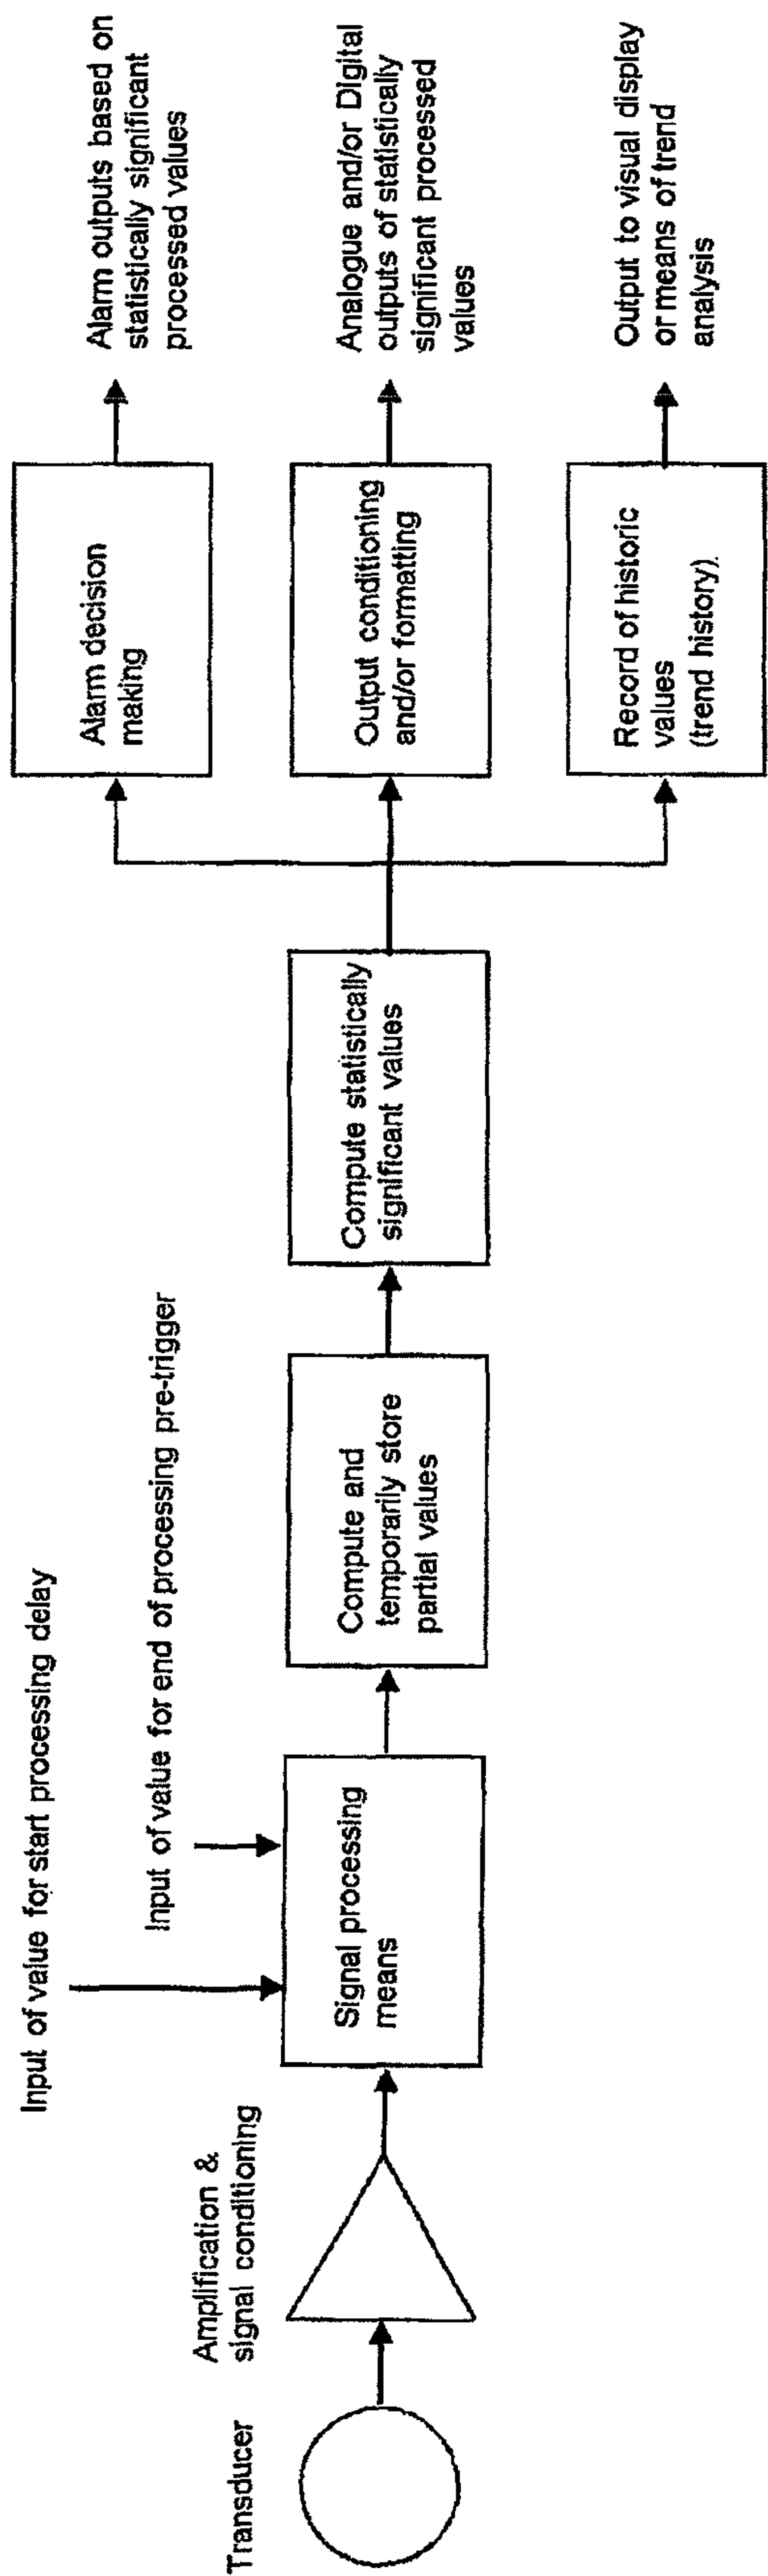 Transducer
Amplification &
signal conditioning
Input of value for start processing delay
Input of value for end of processing pre-trigger
Signal processing
means
Compute and
temporarily store
partial values
Compute statistically
significant values
Alarm decision
making
Alarm outputs based on
statistically significant
processed values
Output conditioning
and/or formatting
Analogue and/or Digital
outputs of statistically
significant processed
values
Record of historic
values
(trend history).
Output to visual display
or means of trend
analysis